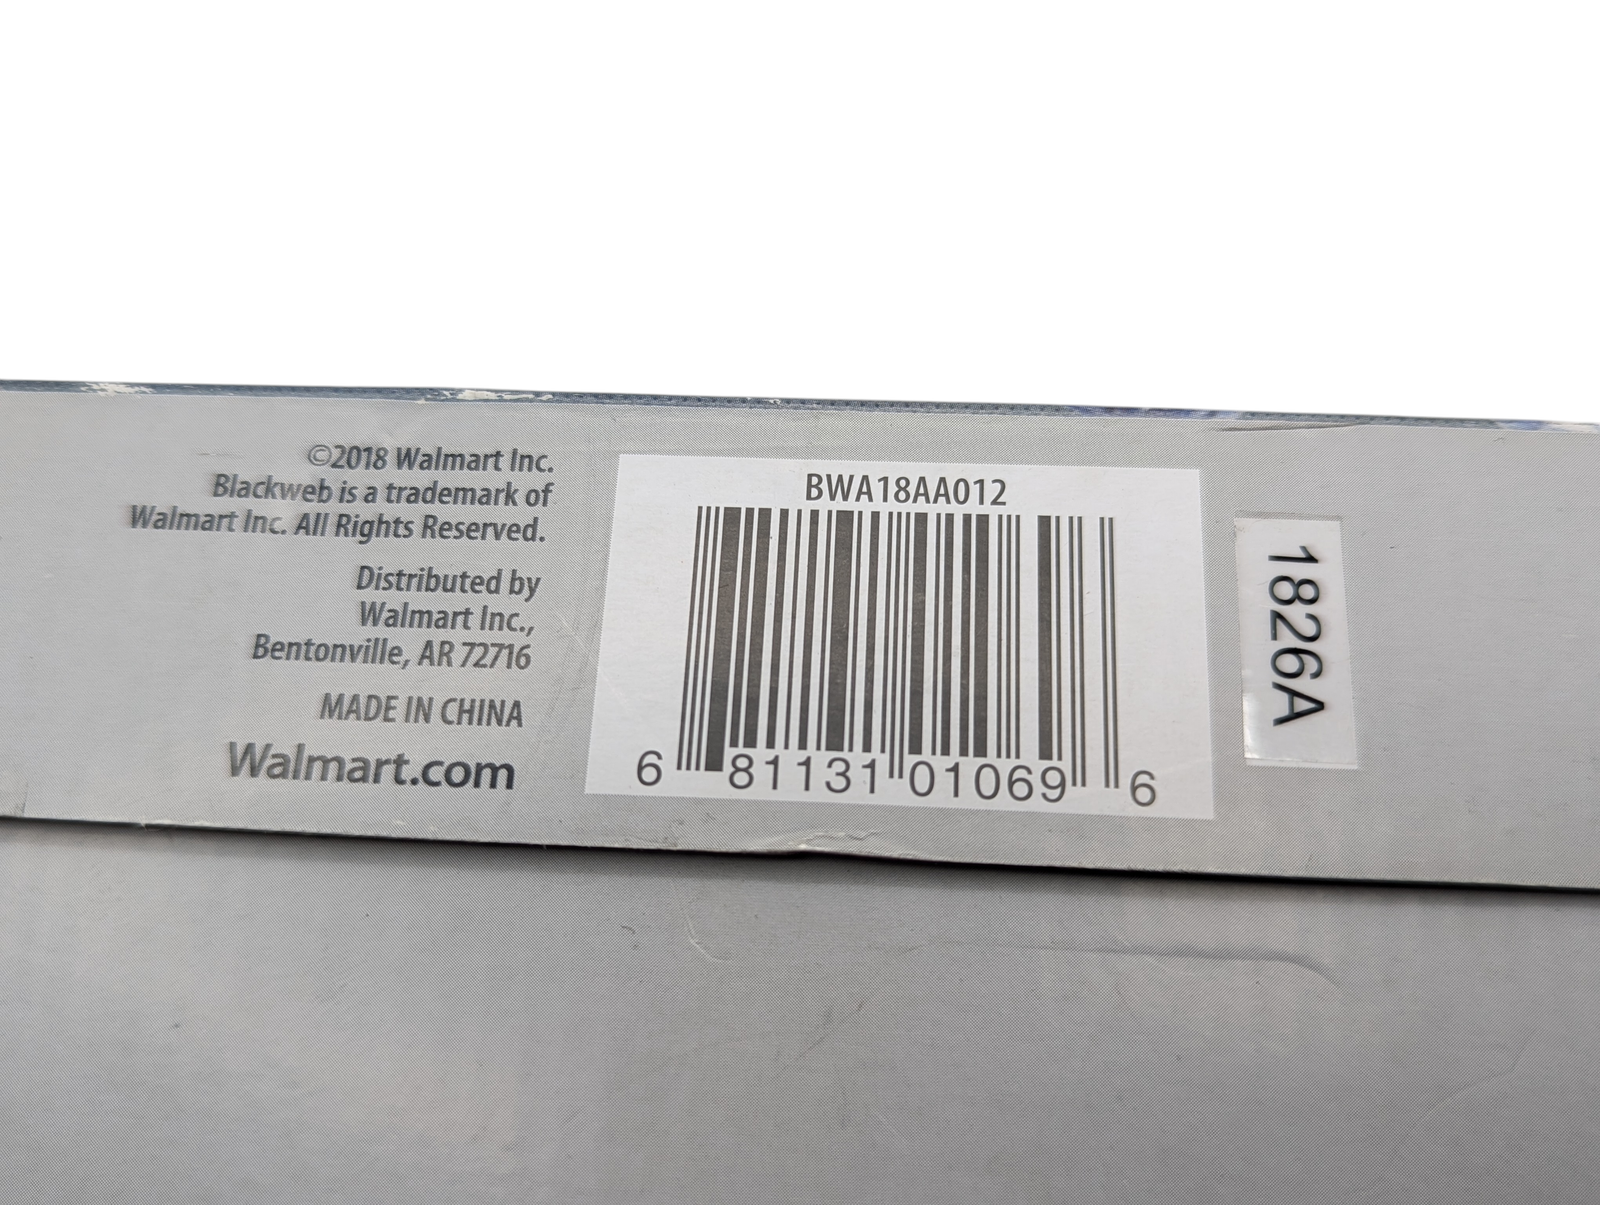 ©2018 Walmart Inc.
Blackweb is a trademark of
Walmart Inc. All Rights Reserved.
Distributed by
Walmart Inc.,
Bentonville, AR 72716
MADE IN CHINA
Walmart.com
BWA18AA012
6 81131 01069 6
1826A